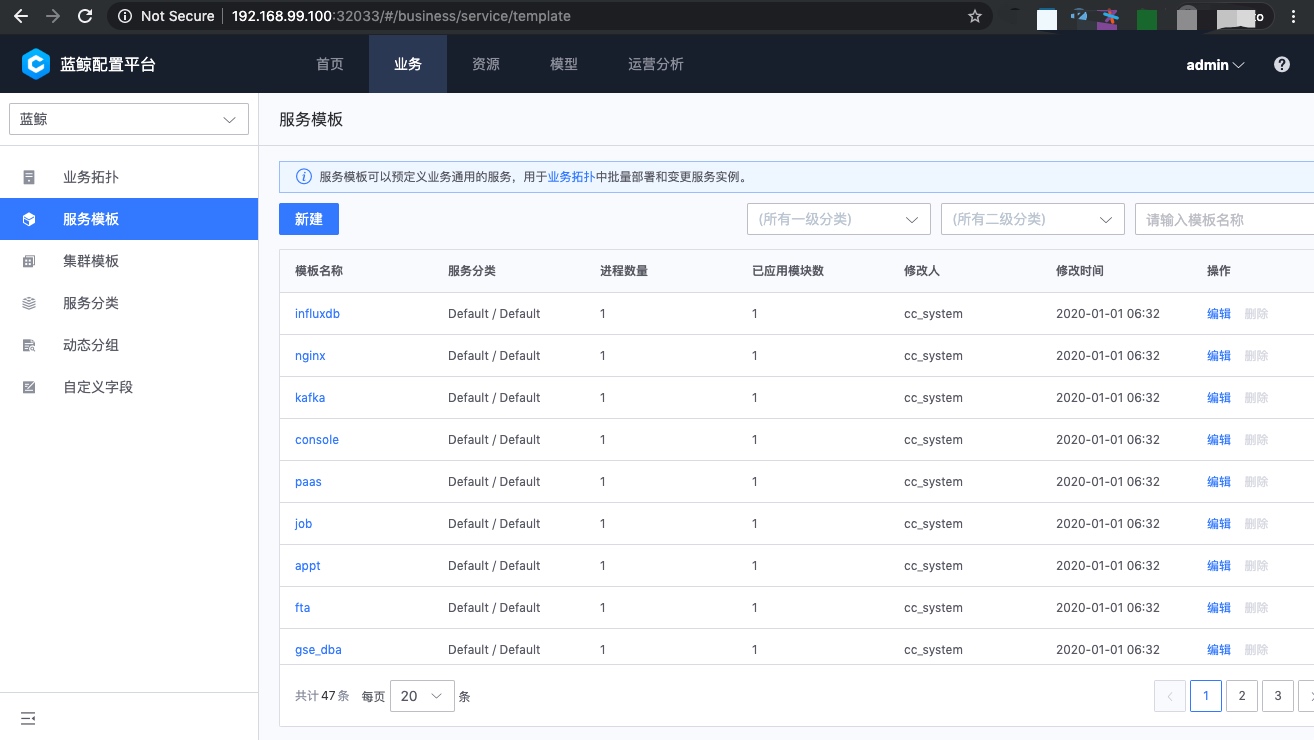 Not Secure 192.168.99.100:32033/#/business/service/template
蓝鲸配置平台 首页 业务 资源 模型 运营分析 admin
蓝鲸
业务拓扑
服务模板
集群模板
服务分类
动态分组
自定义字段
服务模板
服务模板可以预定义业务通用的服务，用于业务拓扑中批量部署和变更服务实例。
新建 (所有一级分类) (所有二级分类) 请输入模板名称
模板名称 服务分类 进程数量 已应用模块数 修改人 修改时间 操作
influxdb Default / Default 1 1 cc_system 2020-01-01 06:32 编辑 删除
nginx Default / Default 1 1 cc_system 2020-01-01 06:32 编辑 删除
kafka Default / Default 1 1 cc_system 2020-01-01 06:32 编辑 删除
console Default / Default 1 1 cc_system 2020-01-01 06:32 编辑 删除
paas Default / Default 1 1 cc_system 2020-01-01 06:32 编辑 删除
job Default / Default 1 1 cc_system 2020-01-01 06:32 编辑 删除
appt Default / Default 1 1 cc_system 2020-01-01 06:32 编辑 删除
fta Default / Default 1 1 cc_system 2020-01-01 06:32 编辑 删除
gse_dba Default / Default 1 1 cc_system 2020-01-01 06:32 编辑 删除
共计 47 条 每页 20 条 1 2 3